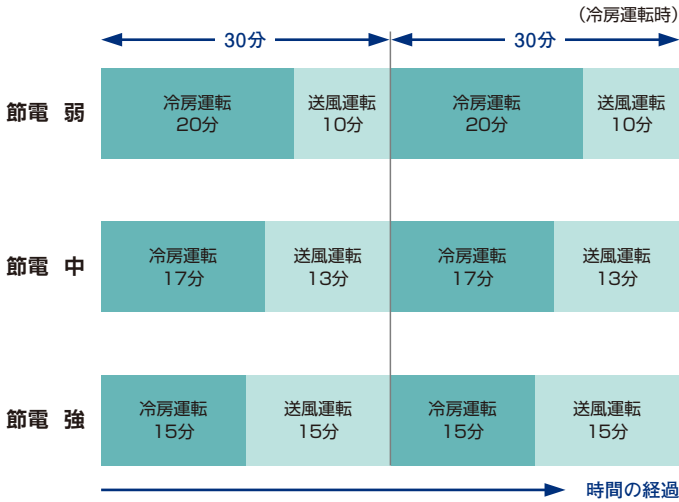 (冷房運転時)
30分 30分
節電 弱
冷房運転 送風運転 冷房運転 送風運転
20分 10分 20分 10分
節電 中
冷房運転 送風運転 冷房運転 送風運転
17分 13分 17分 13分
節電 強
冷房運転 送風運転 冷房運転 送風運転
15分 15分 15分 15分
時間の経過